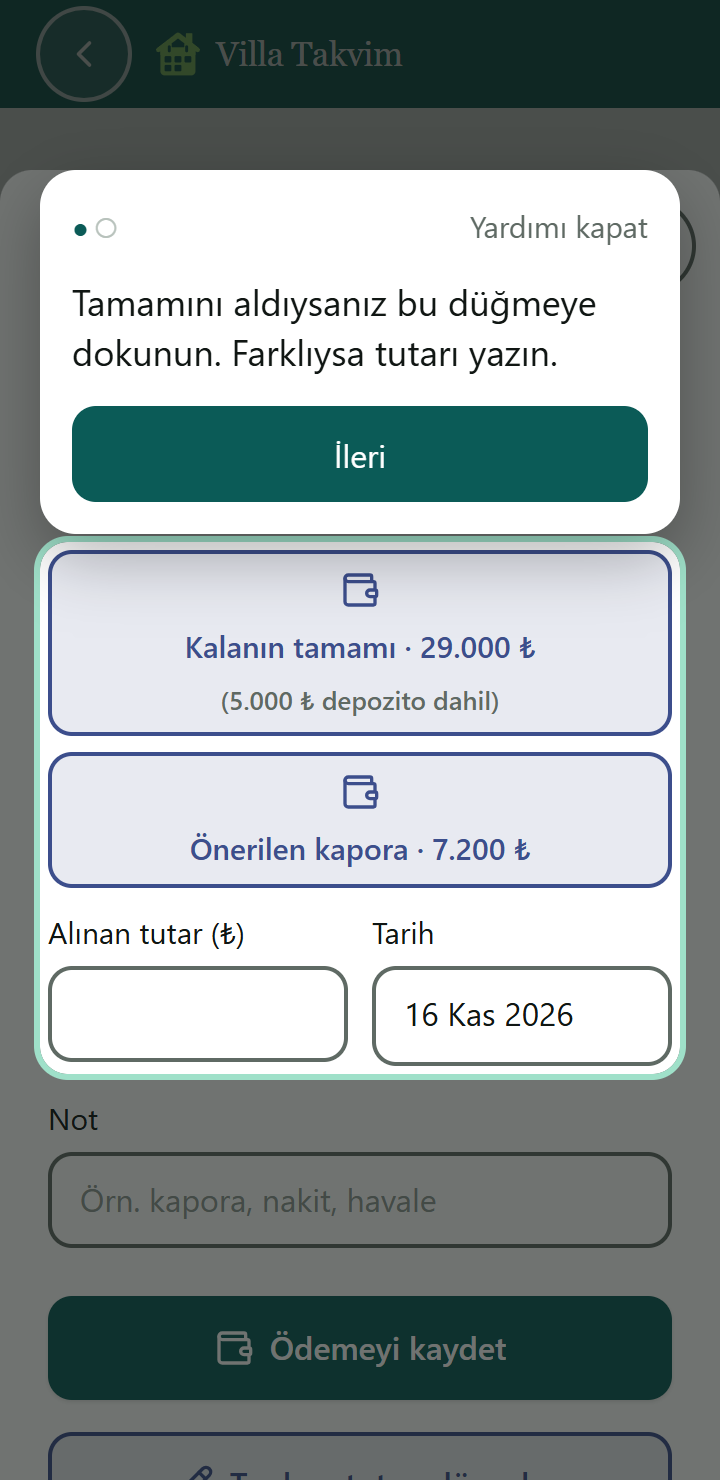 Villa Takvim
Yardımı kapat
Tamamını aldıysanız bu düğmeye
dokunun. Farklıysa tutarı yazın.
İleri
Kalanın tamamı · 29.000 ₺
(5.000 ₺ depozito dahil)
Önerilen kapora · 7.200 ₺
Alınan tutar (₺)
Tarih
16 Kas 2026
Not
Örn. kapora, nakit, havale
Ödemeyi kaydet